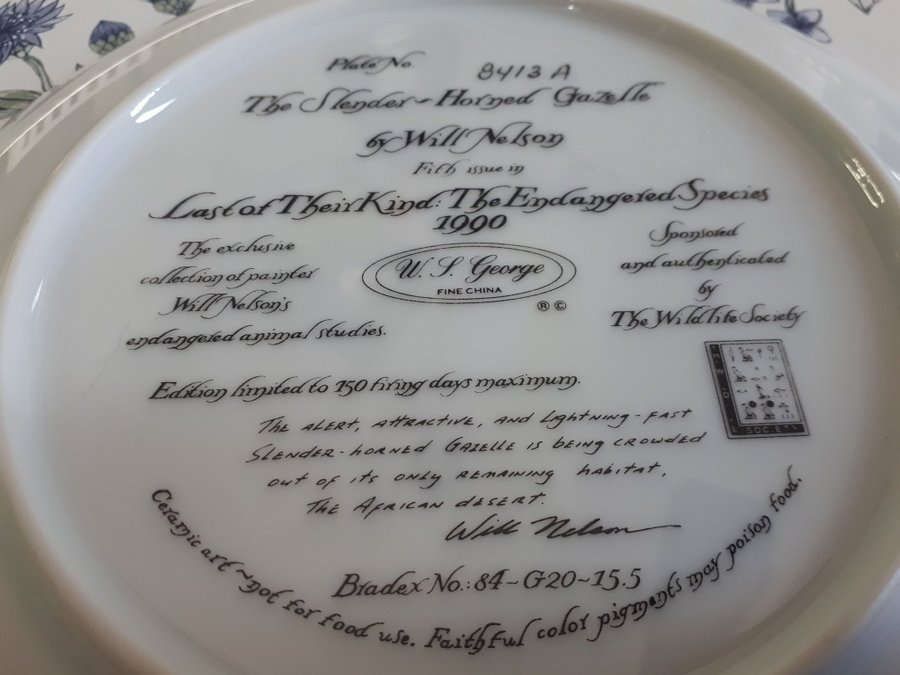 Plate No. 8413 A
The Slender~Horned Gazelle
by Will Nelson
Fifth issue in
Last of Their Kind: The Endangered Species
1990
The exclusive
collection of painter
Will Nelson's
endangered animal studies.
W. S. George
FINE CHINA
® ©
Sponsored
and authenticated
by
The Wildlife Society
Edition limited to 150 firing days maximum.
THE ALERT, ATTRACTIVE, AND LIGHTNING-FAST
SLENDER-HORNED GAZELLE IS BEING CROWDED
OUT OF ITS ONLY REMAINING HABITAT,
THE AFRICAN DESERT.
Will Nelson
SOCIETY
Bradex No.: 84~G20~15.5
Ceramic art ~ not for food use. Faithful color pigments may poison food.